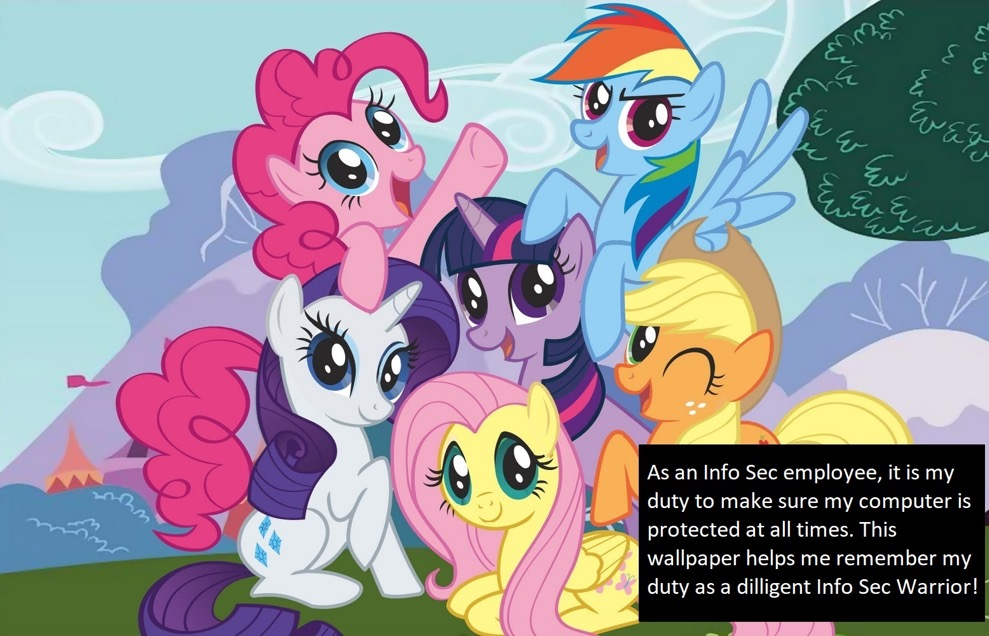 As an Info Sec employee, it is my
duty to make sure my computer is
protected at all times. This
wallpaper helps me remember my
duty as a dilligent Info Sec Warrior!